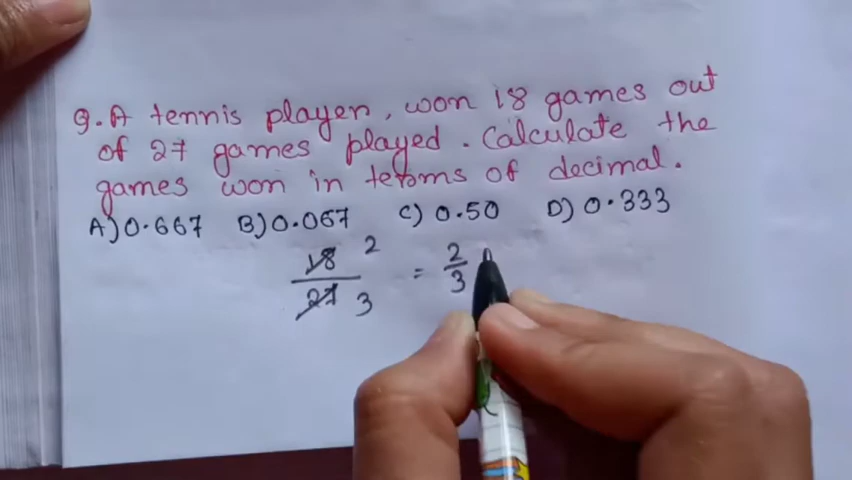 9. A tennis player, won 18 games out
of 27 games played. Calculate the
games won in terms of decimal.
A) 0.667 B) 0.067 C) 0.50 D) 0.333
18 2
27 3
= 2/3